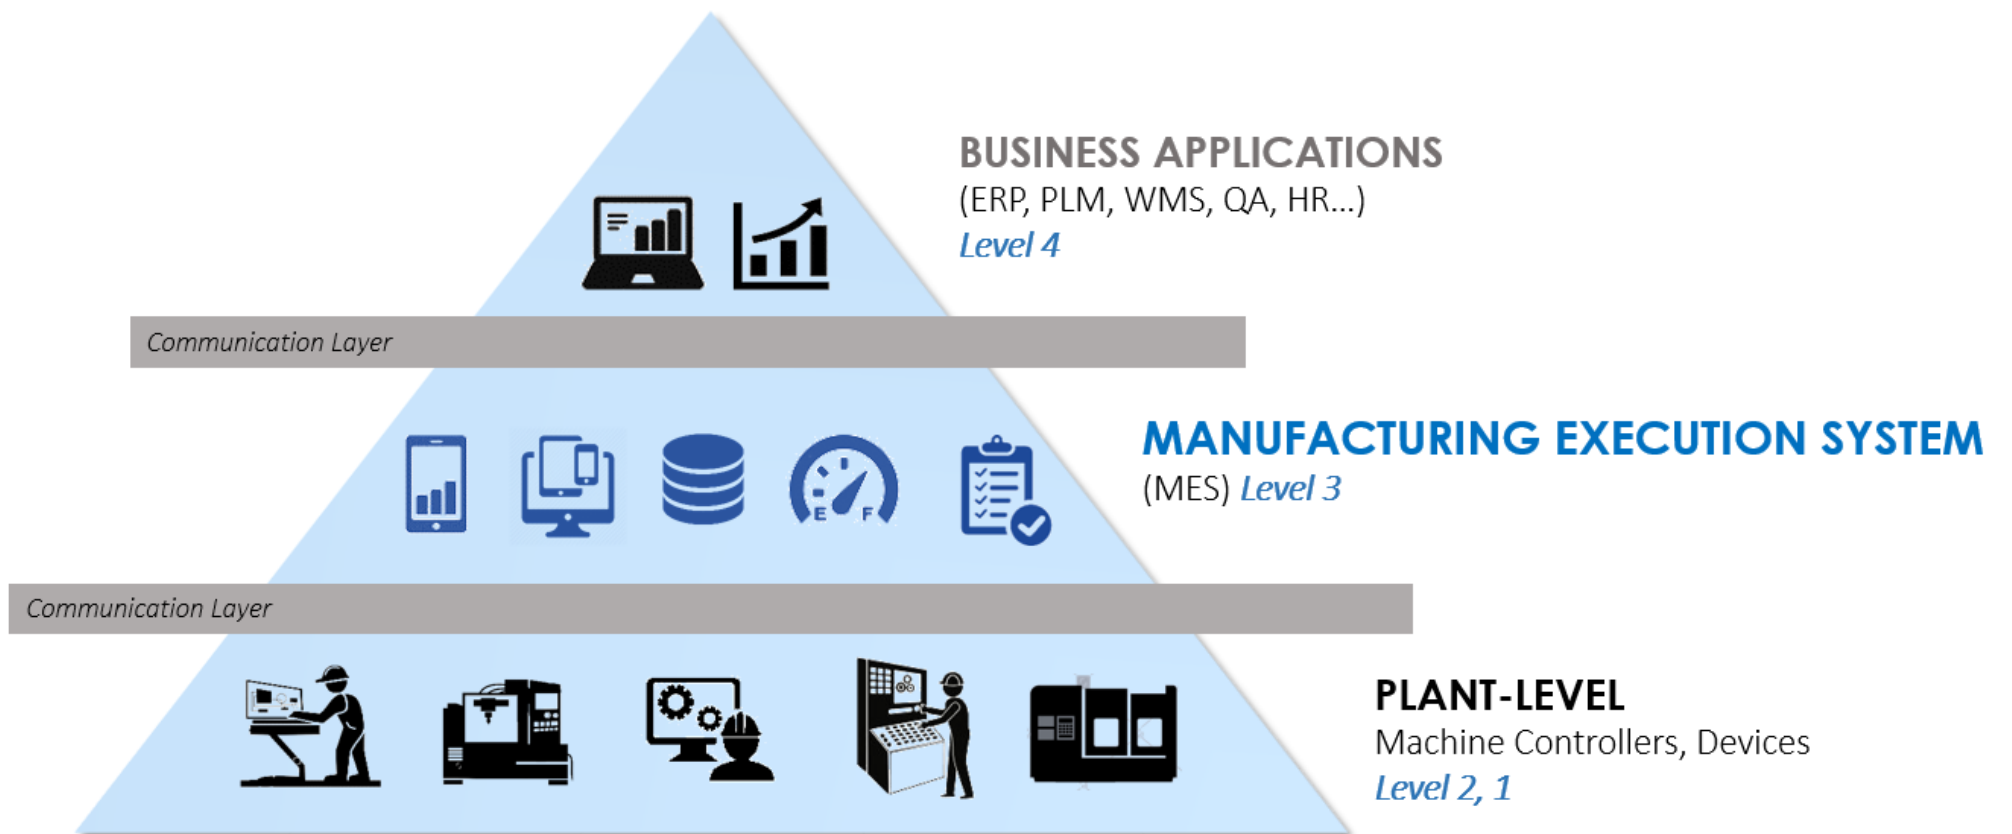 BUSINESS APPLICATIONS
(ERP, PLM, WMS, QA, HR...)
Level 4
Communication Layer
MANUFACTURING EXECUTION SYSTEM
(MES) Level 3
E F
Communication Layer
PLANT-LEVEL
Machine Controllers, Devices
Level 2, 1